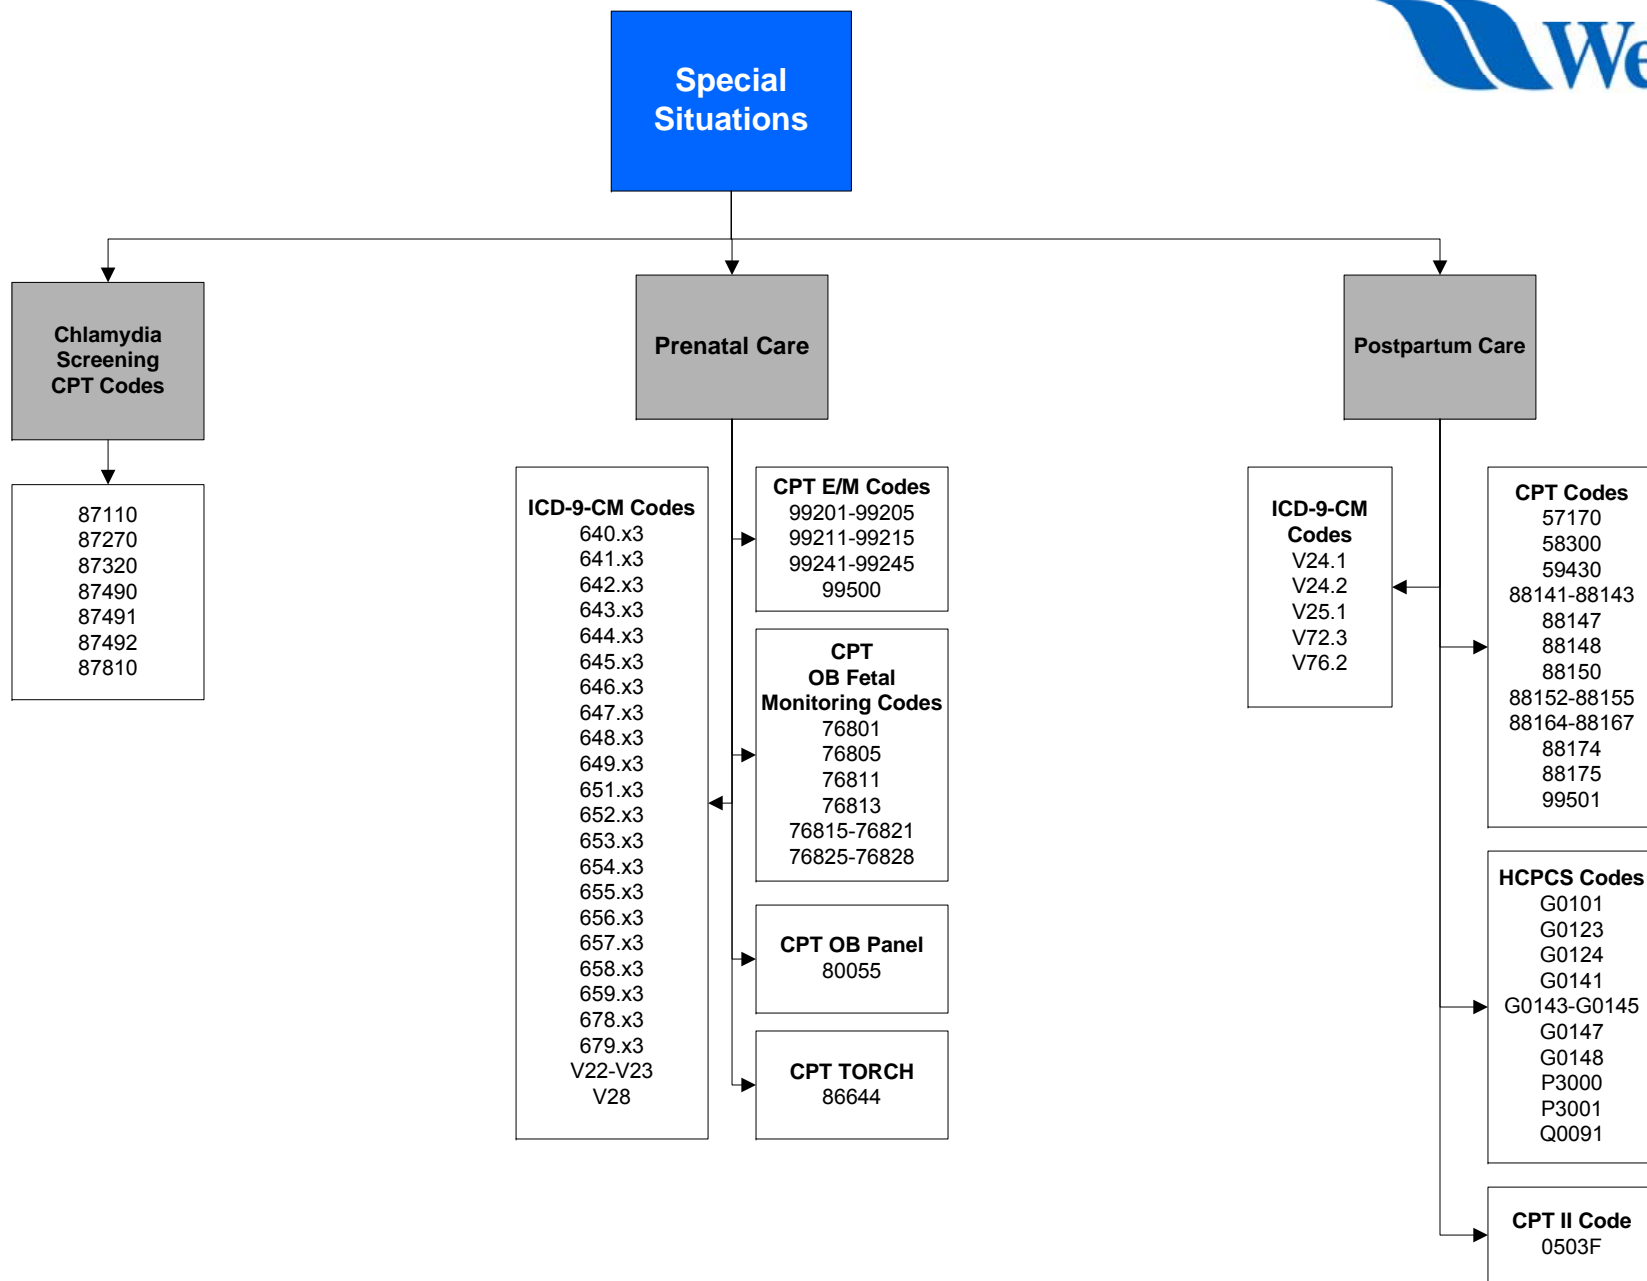 Special
Situations
We
Chlamydia
Screening
CPT Codes
87110
87270
87320
87490
87491
87492
87810
Prenatal Care
ICD-9-CM Codes
640.x3
641.x3
642.x3
643.x3
644.x3
645.x3
646.x3
647.x3
648.x3
649.x3
651.x3
652.x3
653.x3
654.x3
655.x3
656.x3
657.x3
658.x3
659.x3
678.x3
679.x3
V22-V23
V28
CPT E/M Codes
99201-99205
99211-99215
99241-99245
99500
CPT
OB Fetal
Monitoring Codes
76801
76805
76811
76813
76815-76821
76825-76828
CPT OB Panel
80055
CPT TORCH
86644
Postpartum Care
ICD-9-CM
Codes
V24.1
V24.2
V25.1
V72.3
V76.2
CPT Codes
57170
58300
59430
88141-88143
88147
88148
88150
88152-88155
88164-88167
88174
88175
99501
HCPCS Codes
G0101
G0123
G0124
G0141
G0143-G0145
G0147
G0148
P3000
P3001
Q0091
CPT II Code
0503F